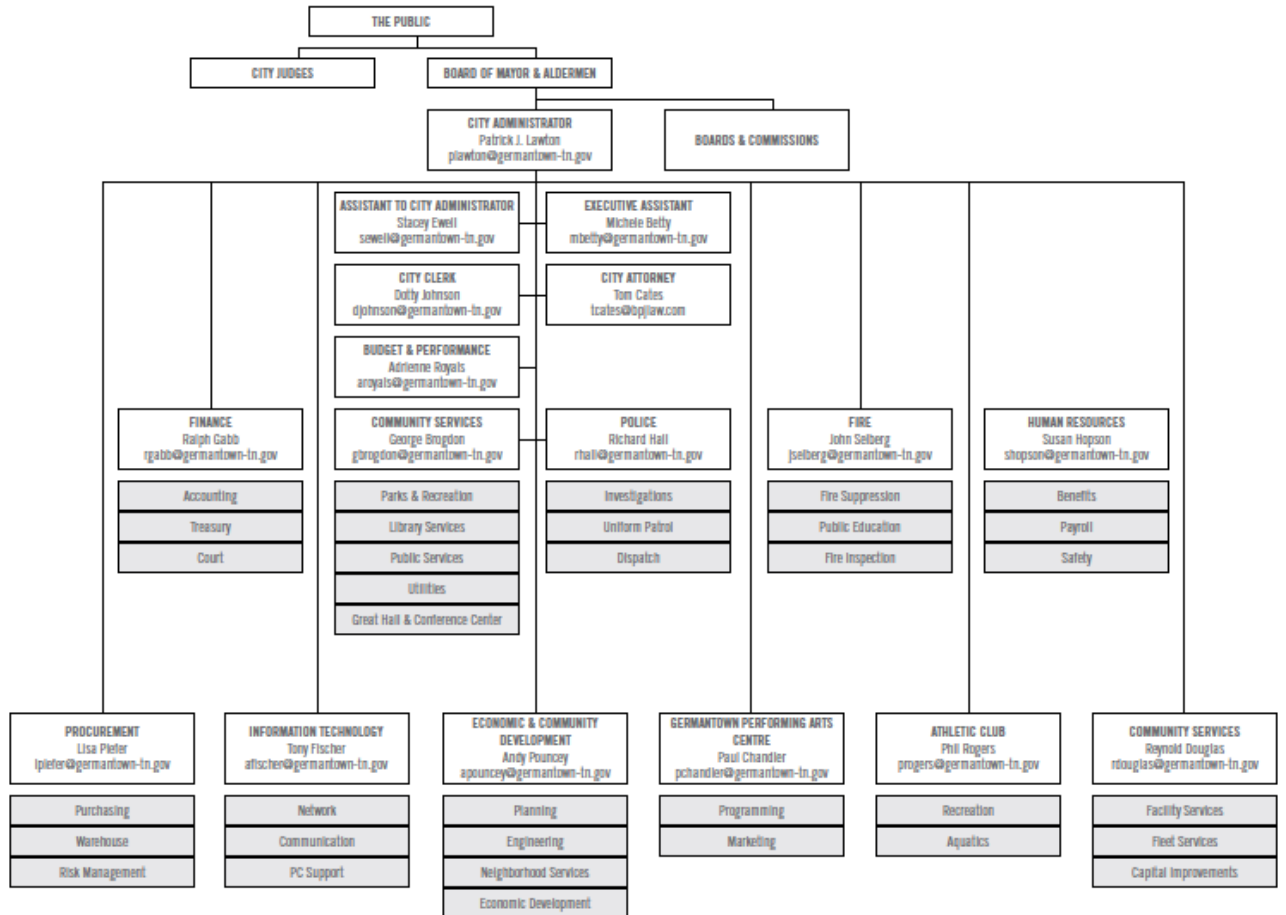 THE PUBLIC
CITY JUDGES
BOARD OF MAYOR & ALDERMEN
CITY ADMINISTRATOR
Patrick J. Lawton
plawton@germantown-tn.gov
BOARDS & COMMISSIONS
ASSISTANT TO CITY ADMINISTRATOR
Stacey Ewell
sewell@germantown-tn.gov
EXECUTIVE ASSISTANT
Michele Betty
mbetty@germantown-tn.gov
CITY CLERK
Dotty Johnson
djohnson@germantown-tn.gov
CITY ATTORNEY
Tom Cates
tcates@bpjlaw.com
BUDGET & PERFORMANCE
Adrienne Royals
aroyals@germantown-tn.gov
FINANCE
Ralph Gabb
rgabb@germantown-tn.gov
Accounting
Treasury
Court
COMMUNITY SERVICES
George Brogdon
gbrogdon@germantown-tn.gov
Parks & Recreation
Library Services
Public Services
Utilities
Great Hall & Conference Center
POLICE
Richard Hall
rhall@germantown-tn.gov
Investigations
Uniform Patrol
Dispatch
FIRE
John Selberg
jselberg@germantown-tn.gov
Fire Suppression
Public Education
Fire Inspection
HUMAN RESOURCES
Susan Hopson
shopson@germantown-tn.gov
Benefits
Payroll
Safety
PROCUREMENT
Lisa Piefer
lpiefer@germantown-tn.gov
Purchasing
Warehouse
Risk Management
INFORMATION TECHNOLOGY
Tony Fischer
afischer@germantown-tn.gov
Network
Communication
PC Support
ECONOMIC & COMMUNITY
DEVELOPMENT
Andy Pouncey
apouncey@germantown-tn.gov
Planning
Engineering
Neighborhood Services
Economic Development
GERMANTOWN PERFORMING ARTS
CENTRE
Paul Chandler
pchandler@germantown-tn.gov
Programming
Marketing
ATHLETIC CLUB
Phil Rogers
progers@germantown-tn.gov
Recreation
Aquatics
COMMUNITY SERVICES
Reynold Douglas
rdouglas@germantown-tn.gov
Facility Services
Fleet Services
Capital Improvements